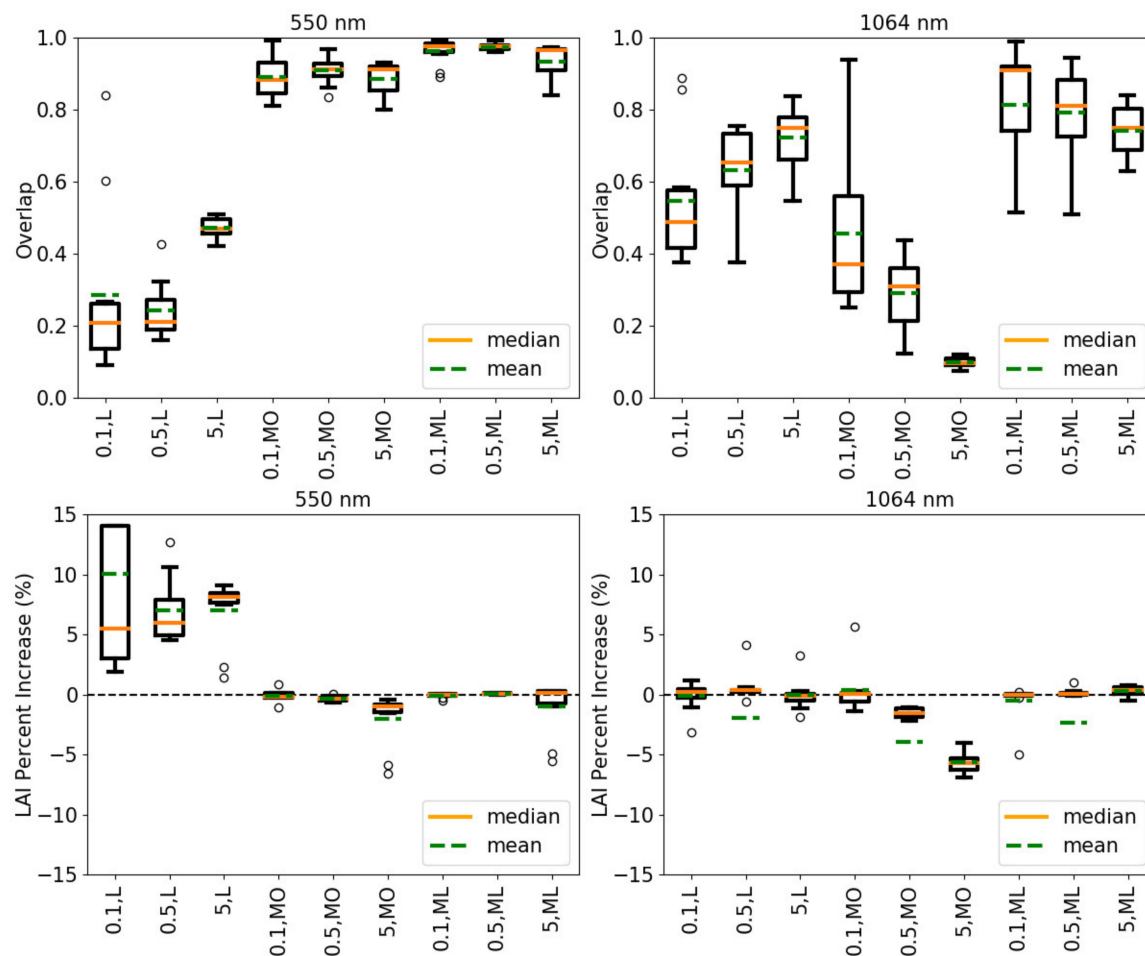 550 nm
1.0
0.8
0.6
0.4
0.2
0.0
Overlap
median
mean
0.1,L
0.5,L
5,L
0.1,MO
0.5,MO
5,MO
0.1,ML
0.5,ML
5,ML
1064 nm
1.0
0.8
0.6
0.4
0.2
0.0
Overlap
median
mean
0.1,L
0.5,L
5,L
0.1,MO
0.5,MO
5,MO
0.1,ML
0.5,ML
5,ML
550 nm
15
10
5
0
−5
−10
−15
LAI Percent Increase (%)
median
mean
0.1,L
0.5,L
5,L
0.1,MO
0.5,MO
5,MO
0.1,ML
0.5,ML
5,ML
1064 nm
15
10
5
0
−5
−10
−15
LAI Percent Increase (%)
median
mean
0.1,L
0.5,L
5,L
0.1,MO
0.5,MO
5,MO
0.1,ML
0.5,ML
5,ML